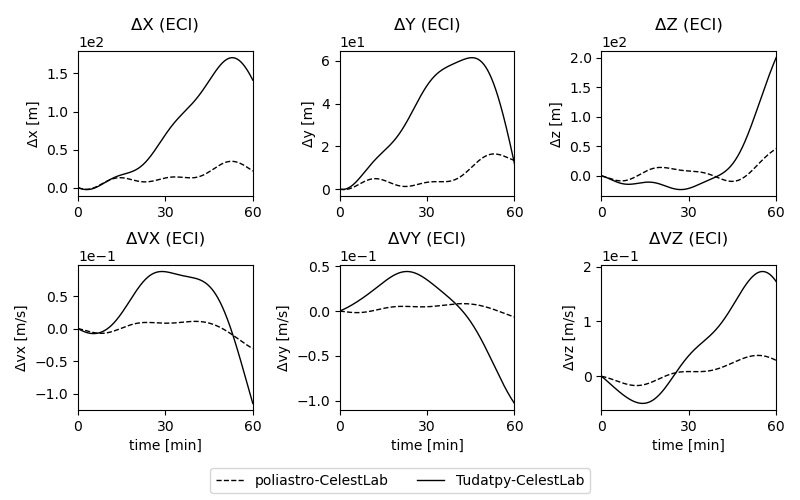 ΔX (ECI) ΔY (ECI) ΔZ (ECI)
1e2 1e1 1e2
Δx [m]
1.5
1.0
0.5
0.0
0 30 60
Δy [m]
6
4
2
0
0 30 60
Δz [m]
2.0
1.5
1.0
0.5
0.0
0 30 60
ΔVX (ECI) ΔVY (ECI) ΔVZ (ECI)
1e−1 1e−1 1e−1
Δvx [m/s]
0.5
0.0
−0.5
−1.0
0 30 60
time [min]
Δvy [m/s]
0.5
0.0
−0.5
−1.0
0 30 60
time [min]
Δvz [m/s]
2
1
0
0 30 60
time [min]
poliastro-CelestLab Tudatpy-CelestLab